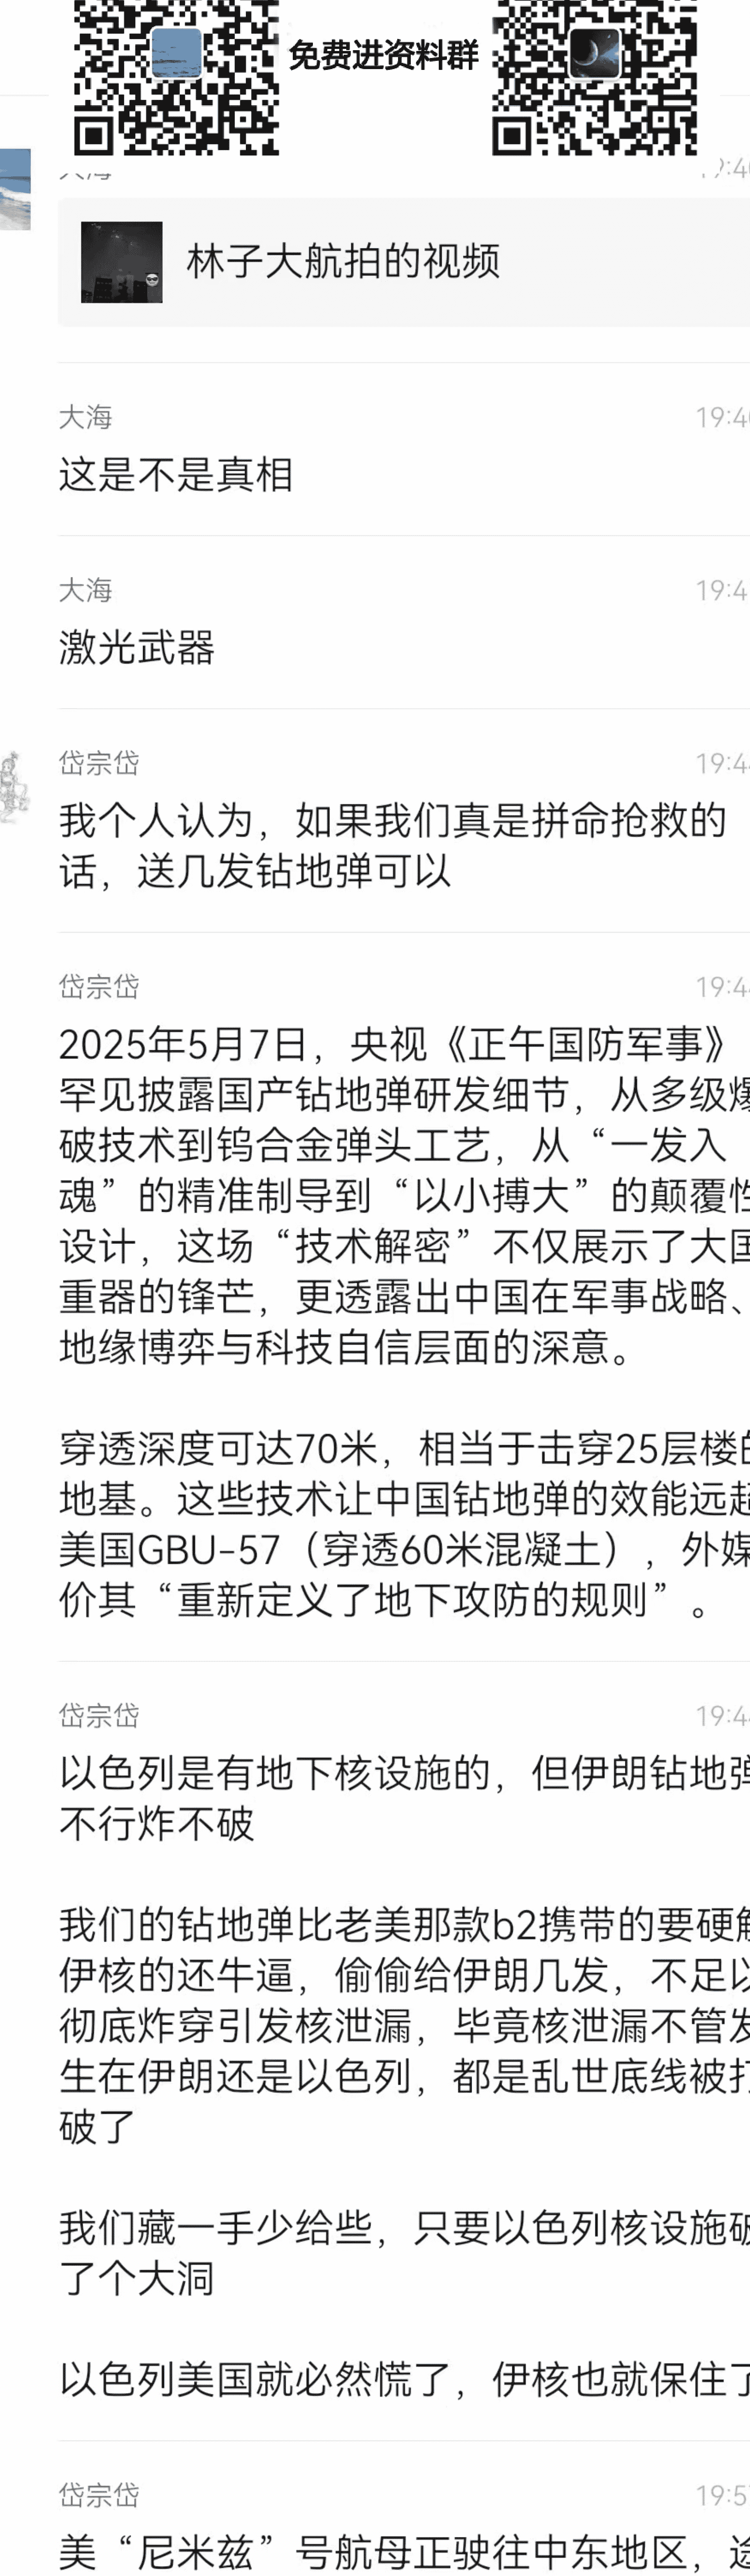 免费进资料群
大海
林子大航拍的视频
大海 19:4
这是不是真相
大海 19:4
激光武器
岱宗岱 19:4
我个人认为，如果我们真是拼命抢救的
话，送几发钻地弹可以
岱宗岱 19:4
2025年5月7日，央视《正午国防军事》
罕见披露国产钻地弹研发细节，从多级爆
破技术到钨合金弹头工艺，从“一发入
魂”的精准制导到“以小搏大”的颠覆性
设计，这场“技术解密”不仅展示了大国
重器的锋芒，更透露出中国在军事战略、
地缘博弈与科技自信层面的深意。
穿透深度可达70米，相当于击穿25层楼的
地基。这些技术让中国钻地弹的效能远超
美国GBU-57（穿透60米混凝土），外媒
价其“重新定义了地下攻防的规则”。
岱宗岱 19:4
以色列是有地下核设施的，但伊朗钻地弹
不行炸不破
我们的钻地弹比老美那款b2携带的要硬解
伊核的还牛逼，偷偷给伊朗几发，不足以
彻底炸穿引发核泄漏，毕竟核泄漏不管发
生在伊朗还是以色列，都是乱世底线被打
破了
我们藏一手少给些，只要以色列核设施破
了个大洞
以色列美国就必然慌了，伊核也就保住了
岱宗岱 19:5
美“尼米兹”号航母正驶往中东地区，途